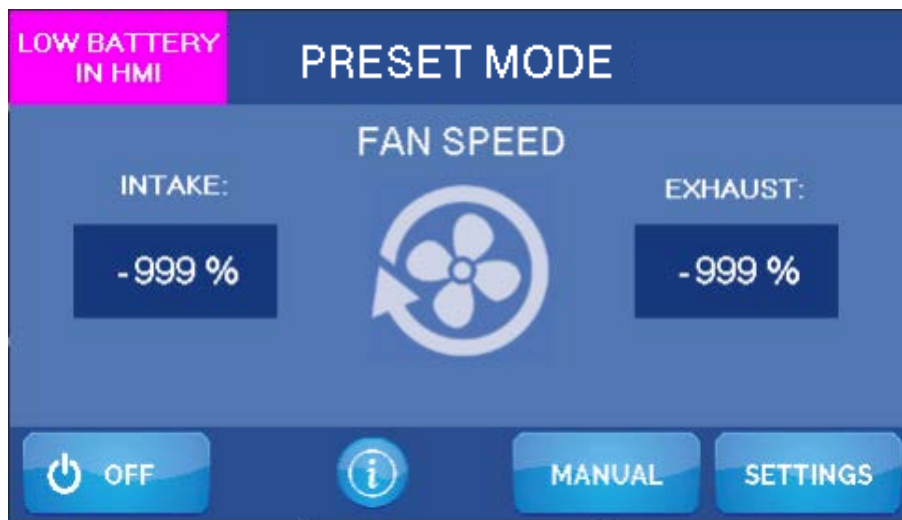 LOW BATTERY
IN HMI
PRESET MODE
FAN SPEED
INTAKE:
EXHAUST:
-999 %
-999 %
OFF
i
MANUAL
SETTINGS